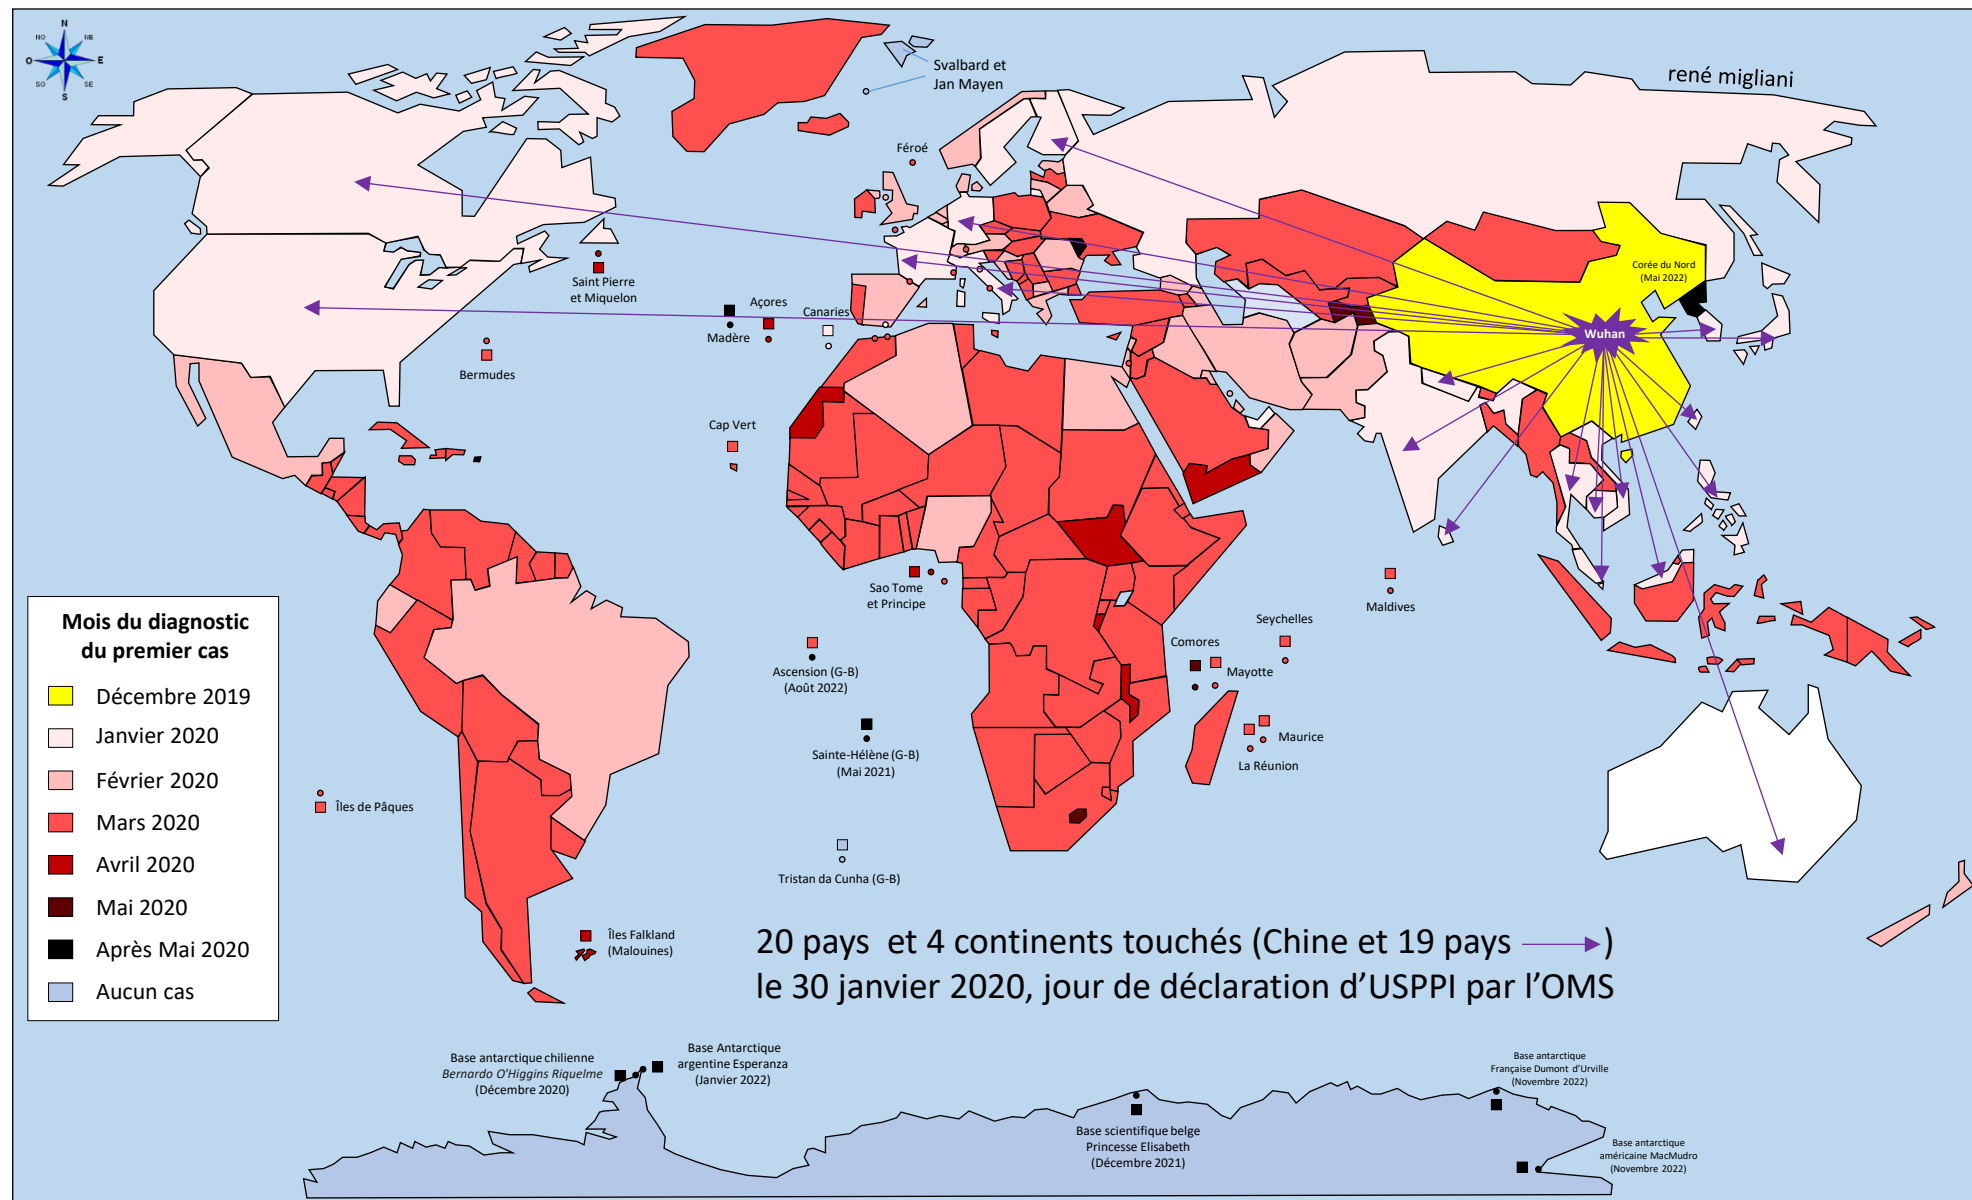 N
NO
NE
O
E
SO
SE
S
Svalbard et
Jan Mayen
rené migliani
Féroé
Corée du Nord
(Mai 2022)
Saint Pierre
et Miquelon
Açores
Madère
Canaries
Wuhan
Bermudes
Cap Vert
Sao Tome
et Principe
Maldives
Seychelles
Comores
Mayotte
Ascension (G-B)
(Août 2022)
Maurice
La Réunion
Sainte-Hélène (G-B)
(Mai 2021)
Îles de Pâques
Tristan da Cunha (G-B)
Îles Falkland
(Malouines)
Mois du diagnostic
du premier cas
Décembre 2019
Janvier 2020
Février 2020
Mars 2020
Avril 2020
Mai 2020
Après Mai 2020
Aucun cas
20 pays et 4 continents touchés (Chine et 19 pays )
le 30 janvier 2020, jour de déclaration d’USPPI par l’OMS
Base antarctique chilienne
Bernardo O'Higgins Riquelme
(Décembre 2020)
Base Antarctique
argentine Esperanza
(Janvier 2022)
Base scientifique belge
Princesse Elisabeth
(Décembre 2021)
Base antarctique
Française Dumont d’Urville
(Novembre 2022)
Base antarctique
américaine MacMudro
(Novembre 2022)